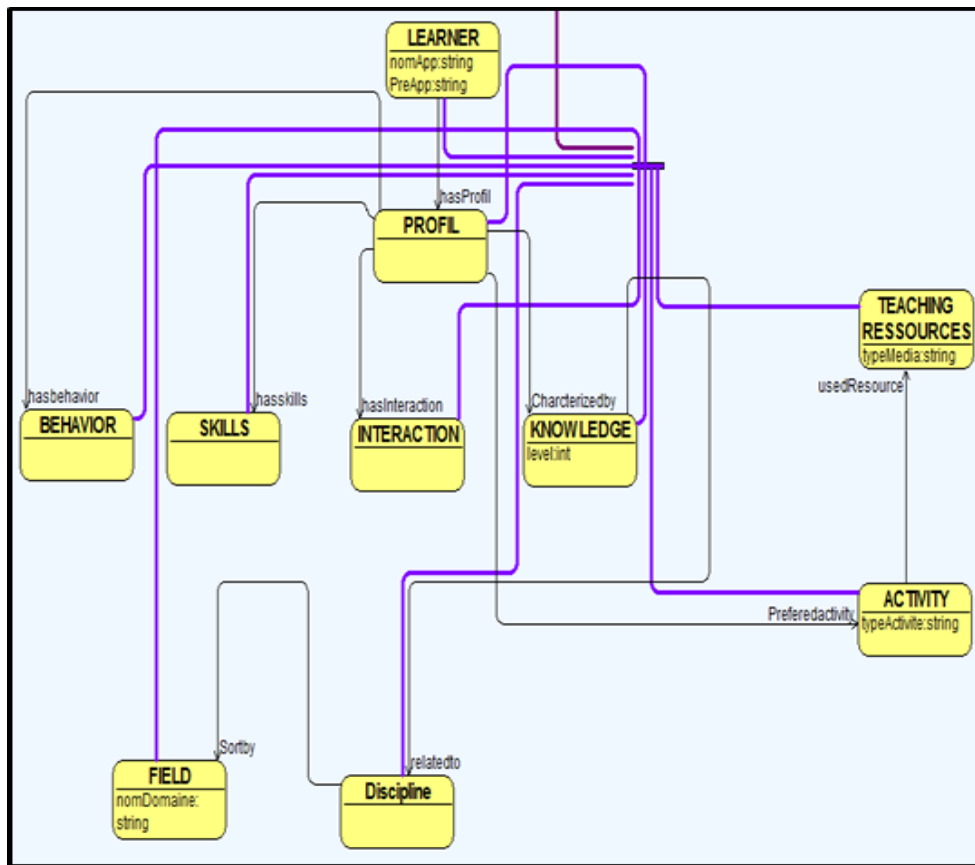 LEARNER
nomApp:string
PreApp:string
hasProfil
PROFIL
TEACHING
RESSOURCES
typeMedia:string
usedResource
hasbehavior
hasskills
hasInteraction
Charcterizedby
BEHAVIOR
SKILLS
INTERACTION
KNOWLEDGE
level:int
ACTIVITY
typeActivite:string
Preferedactivity
Sortby
relatedto
FIELD
nomDomaine:
string
Discipline